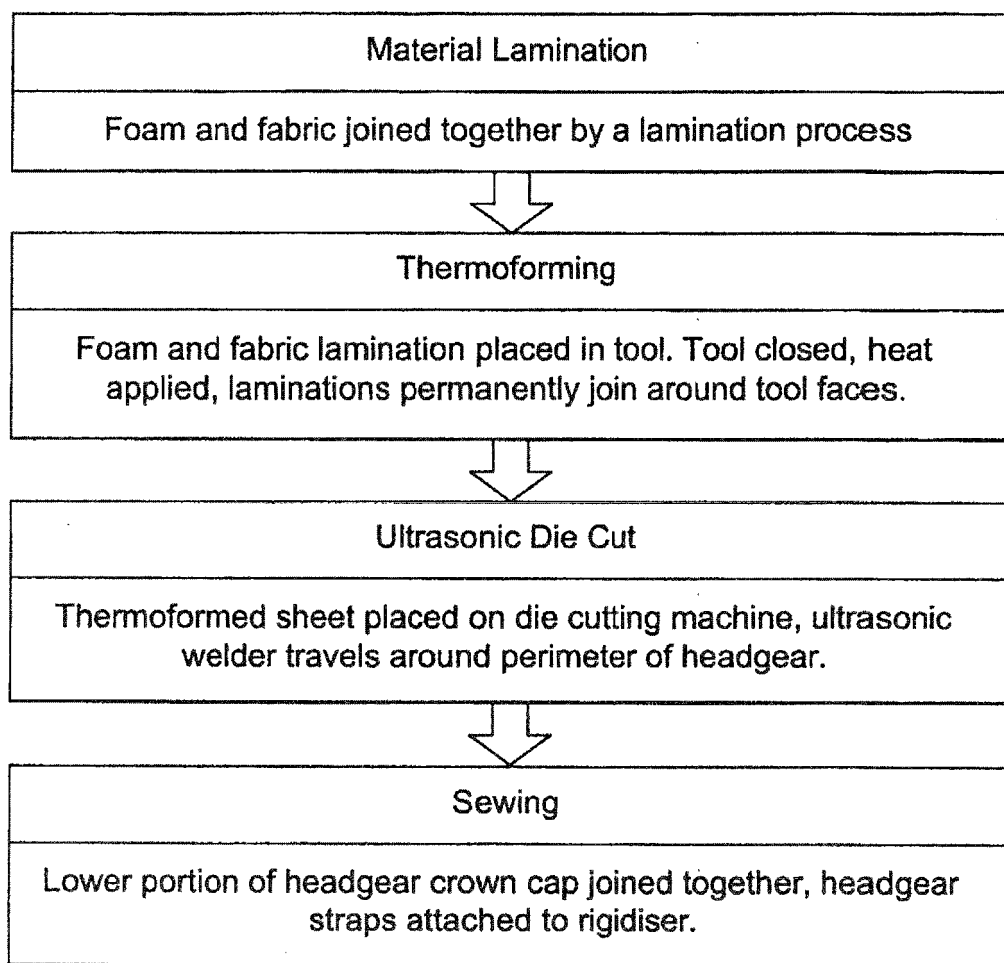 Material Lamination
Foam and fabric joined together by a lamination process
Thermoforming
Foam and fabric lamination placed in tool. Tool closed, heat
applied, laminations permanently join around tool faces.
Ultrasonic Die Cut
Thermoformed sheet placed on die cutting machine, ultrasonic
welder travels around perimeter of headgear.
Sewing
Lower portion of headgear crown cap joined together, headgear
straps attached to rigidiser.